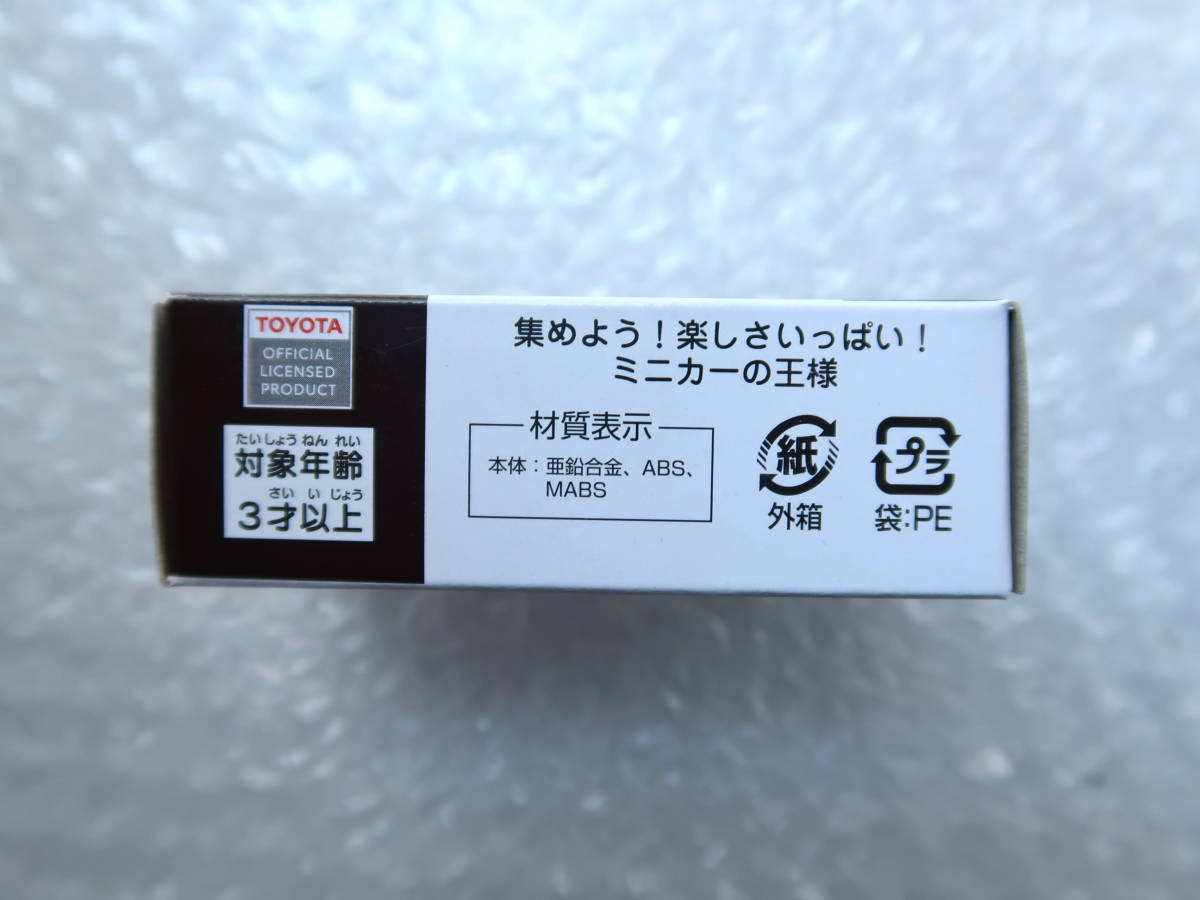 TOYOTA
OFFICIAL
LICENSED
PRODUCT
たいしょうねんれい
対象年齢
さいいじょう
3才以上
集めよう!楽しさいっぱい!
ミニカーの王様
材質表示
本体:亜鉛合金、ABS、
MABS
紙
外箱
プラ
袋:PE